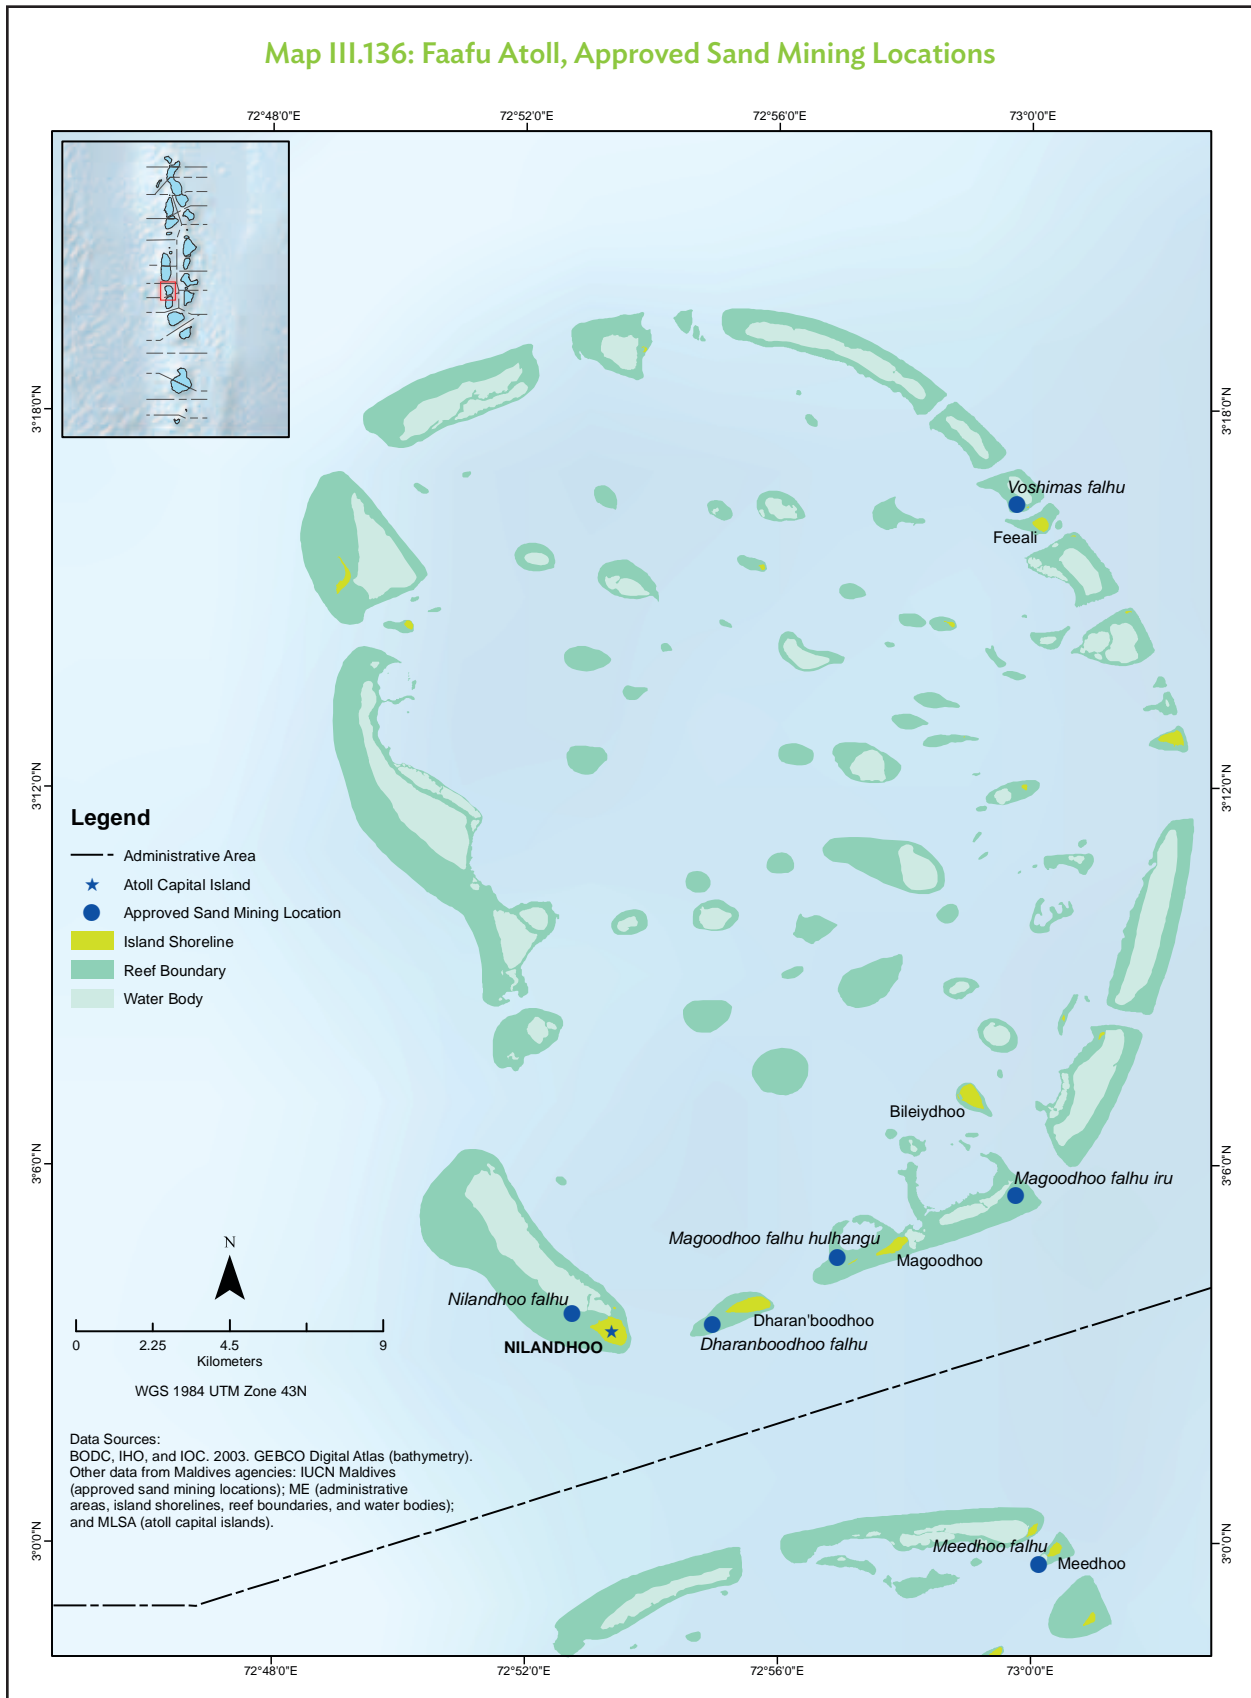 Map III.136: Faafu Atoll, Approved Sand Mining Locations
72°48'0"E
72°52'0"E
72°56'0"E
73°0'0"E
3°18'0"N
3°18'0"N
Voshimas falhu
Feeali
3°12'0"N
3°12'0"N
Legend
Administrative Area
Atoll Capital Island
Approved Sand Mining Location
Island Shoreline
Reef Boundary
Water Body
Bileiydhoo
3°6'0"N
3°6'0"N
Magoodhoo falhu iru
Magoodhoo falhu hulhangu
Magoodhoo
N
Nilandhoo falhu
NILANDHOO
Dharan'boodhoo
Dharanboodhoo falhu
0 2.25 4.5 9
Kilometers
WGS 1984 UTM Zone 43N
Data Sources:
BODC, IHO, and IOC. 2003. GEBCO Digital Atlas (bathymetry).
Other data from Maldives agencies: IUCN Maldives
(approved sand mining locations); ME (administrative
areas, island shorelines, reef boundaries, and water bodies);
and MLSA (atoll capital islands).
3°0'0"N
3°0'0"N
Meedhoo falhu
Meedhoo
72°48'0"E
72°52'0"E
72°56'0"E
73°0'0"E